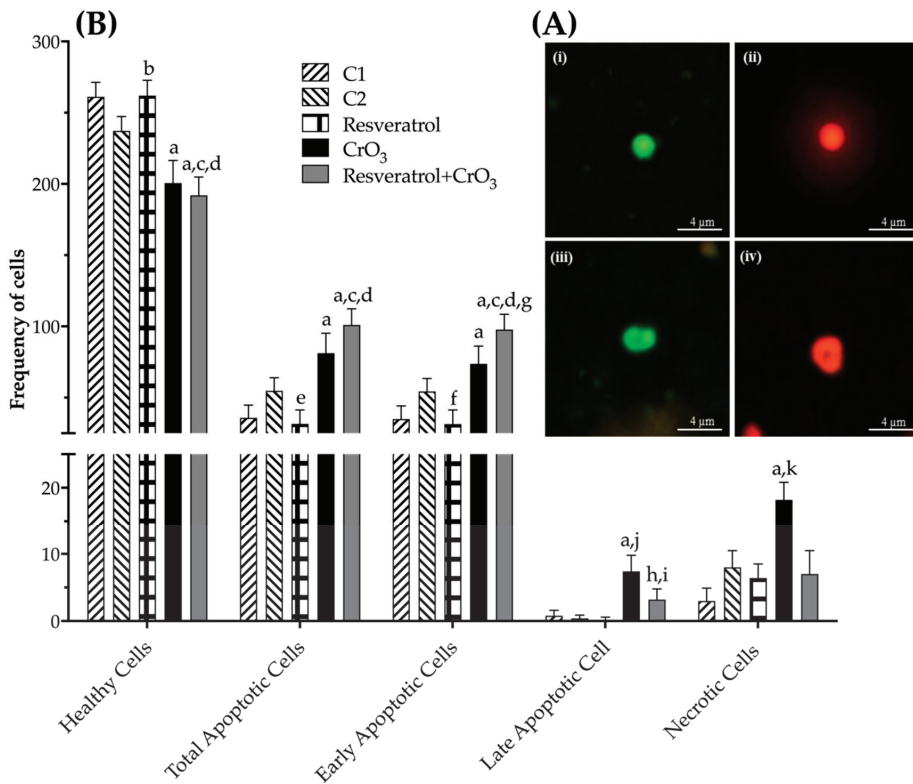 (B)
(A)
300
200
100
20
10
0
Frequency of cells
C1
C2
Resveratrol
CrO₃
Resveratrol+CrO₃
b
a
a,c,d
e
a
a,c,d
f
a
a,c,d,g
a,j
h,i
a,k
Healthy Cells
Total Apoptotic Cells
Early Apoptotic Cells
Late Apoptotic Cell
Necrotic Cells
(i)
4 µm
(ii)
4 µm
(iii)
4 µm
(iv)
4 µm